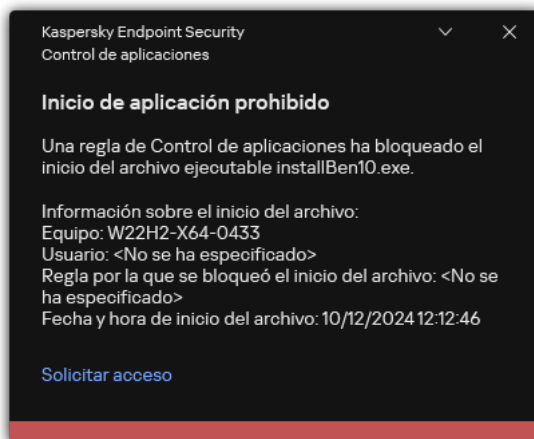 Kaspersky Endpoint Security
Control de aplicaciones
Inicio de aplicación prohibido
Una regla de Control de aplicaciones ha bloqueado el
inicio del archivo ejecutable installBen10.exe.
Información sobre el inicio del archivo:
Equipo: W22H2-X64-0433
Usuario: <No se ha especificado>
Regla por la que se bloqueó el inicio del archivo: <No se
ha especificado>
Fecha y hora de inicio del archivo: 10/12/2024 12:12:46
Solicitar acceso